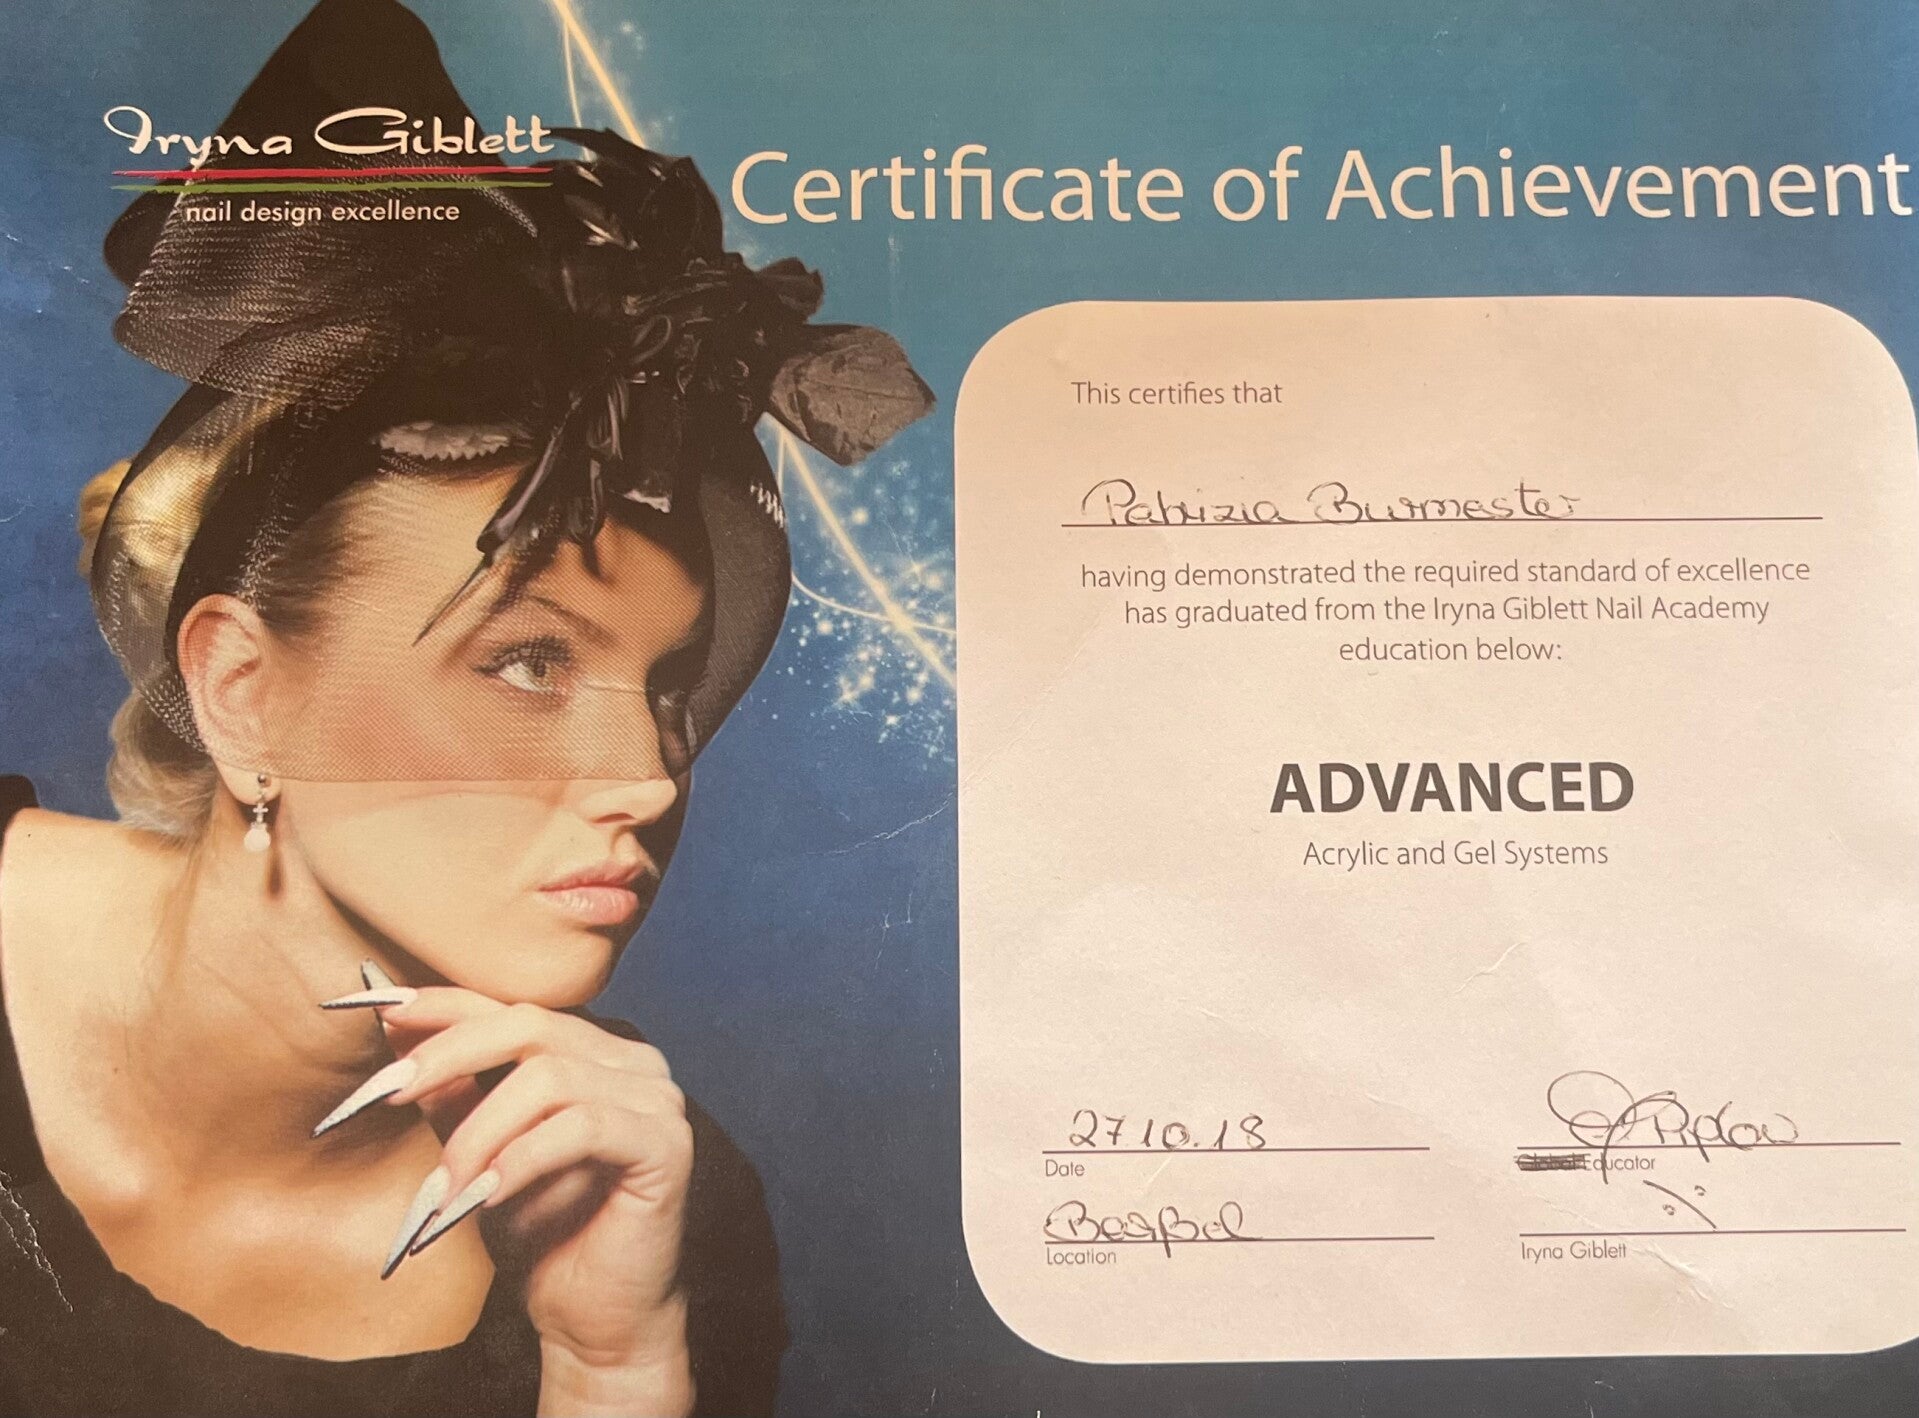 Iryna Giblett
nail design excellence
Certificate of Achievement
This certifies that
Patrizia Burmester
having demonstrated the required standard of excellence
has graduated from the Iryna Giblett Nail Academy
education below:
ADVANCED
Acrylic and Gel Systems
27 10.18
Date
Educator
Location
Iryna Giblett